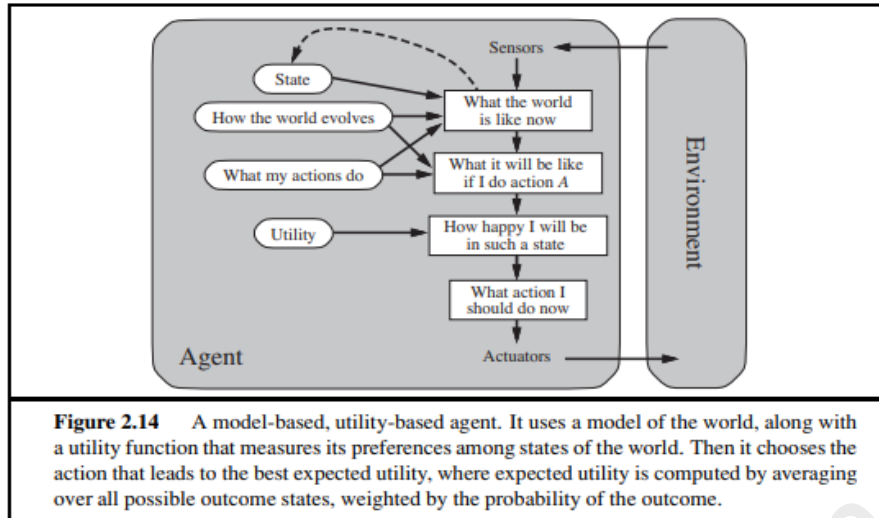 Sensors
State
What the world
is like now
How the world evolves
What it will be like
if I do action A
What my actions do
How happy I will be
in such a state
Utility
What action I
should do now
Agent
Actuators
Environment
Figure 2.14 A model-based, utility-based agent. It uses a model of the world, along with
a utility function that measures its preferences among states of the world. Then it chooses the
action that leads to the best expected utility, where expected utility is computed by averaging
over all possible outcome states, weighted by the probability of the outcome.